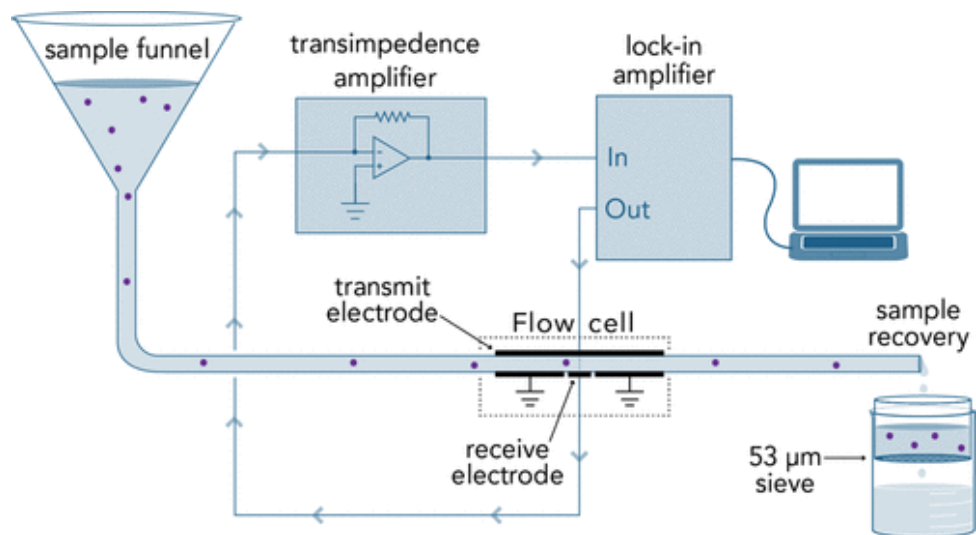 sample funnel
transimpedence
amplifier
lock-in
amplifier
In
Out
transmit
electrode
Flow cell
sample
recovery
receive
electrode
53 µm
sieve